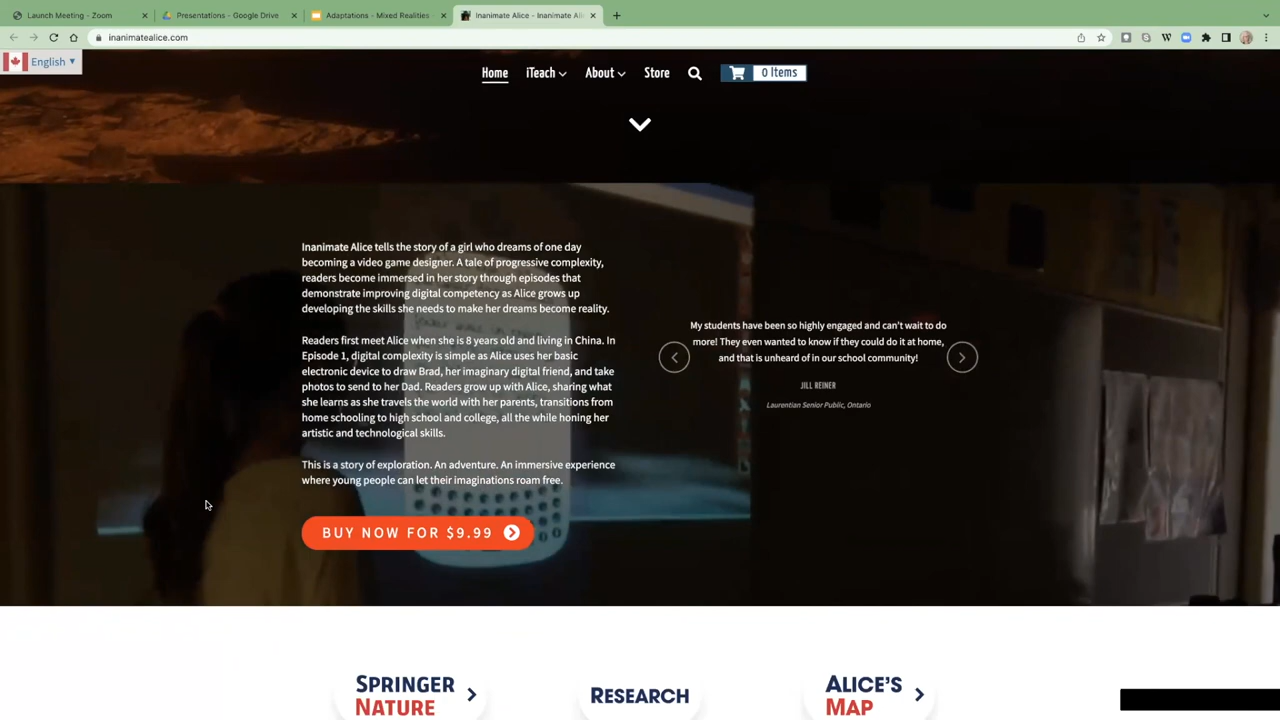 Launch Meeting - Zoom
Presentations - Google Drive
Adaptations - Mixed Realities
Inanimate Alice - Inanimate Ali
inanimatealice.com
English
Home iTeach About Store 0 Items
Inanimate Alice tells the story of a girl who dreams of one day
becoming a video game designer. A tale of progressive complexity,
readers become immersed in her story through episodes that
demonstrate improving digital competency as Alice grows up
developing the skills she needs to make her dreams become reality.
Readers first meet Alice when she is 8 years old and living in China. In
Episode 1, digital complexity is simple as Alice uses her basic
electronic device to draw Brad, her imaginary digital friend, and take
photos to send to her Dad. Readers grow up with Alice, sharing what
she learns as she travels the world with her parents, transitions from
home schooling to high school and college, all the while honing her
artistic and technological skills.
This is a story of exploration. An adventure. An immersive experience
where young people can let their imaginations roam free.
BUY NOW FOR $9.99
My students have been so highly engaged and can't wait to do
more! They even wanted to know if they could do it at home,
and that is unheard of in our school community!
JILL REINER
Laurentian Senior Public, Ontario
SPRINGER
NATURE
RESEARCH
ALICE'S
MAP